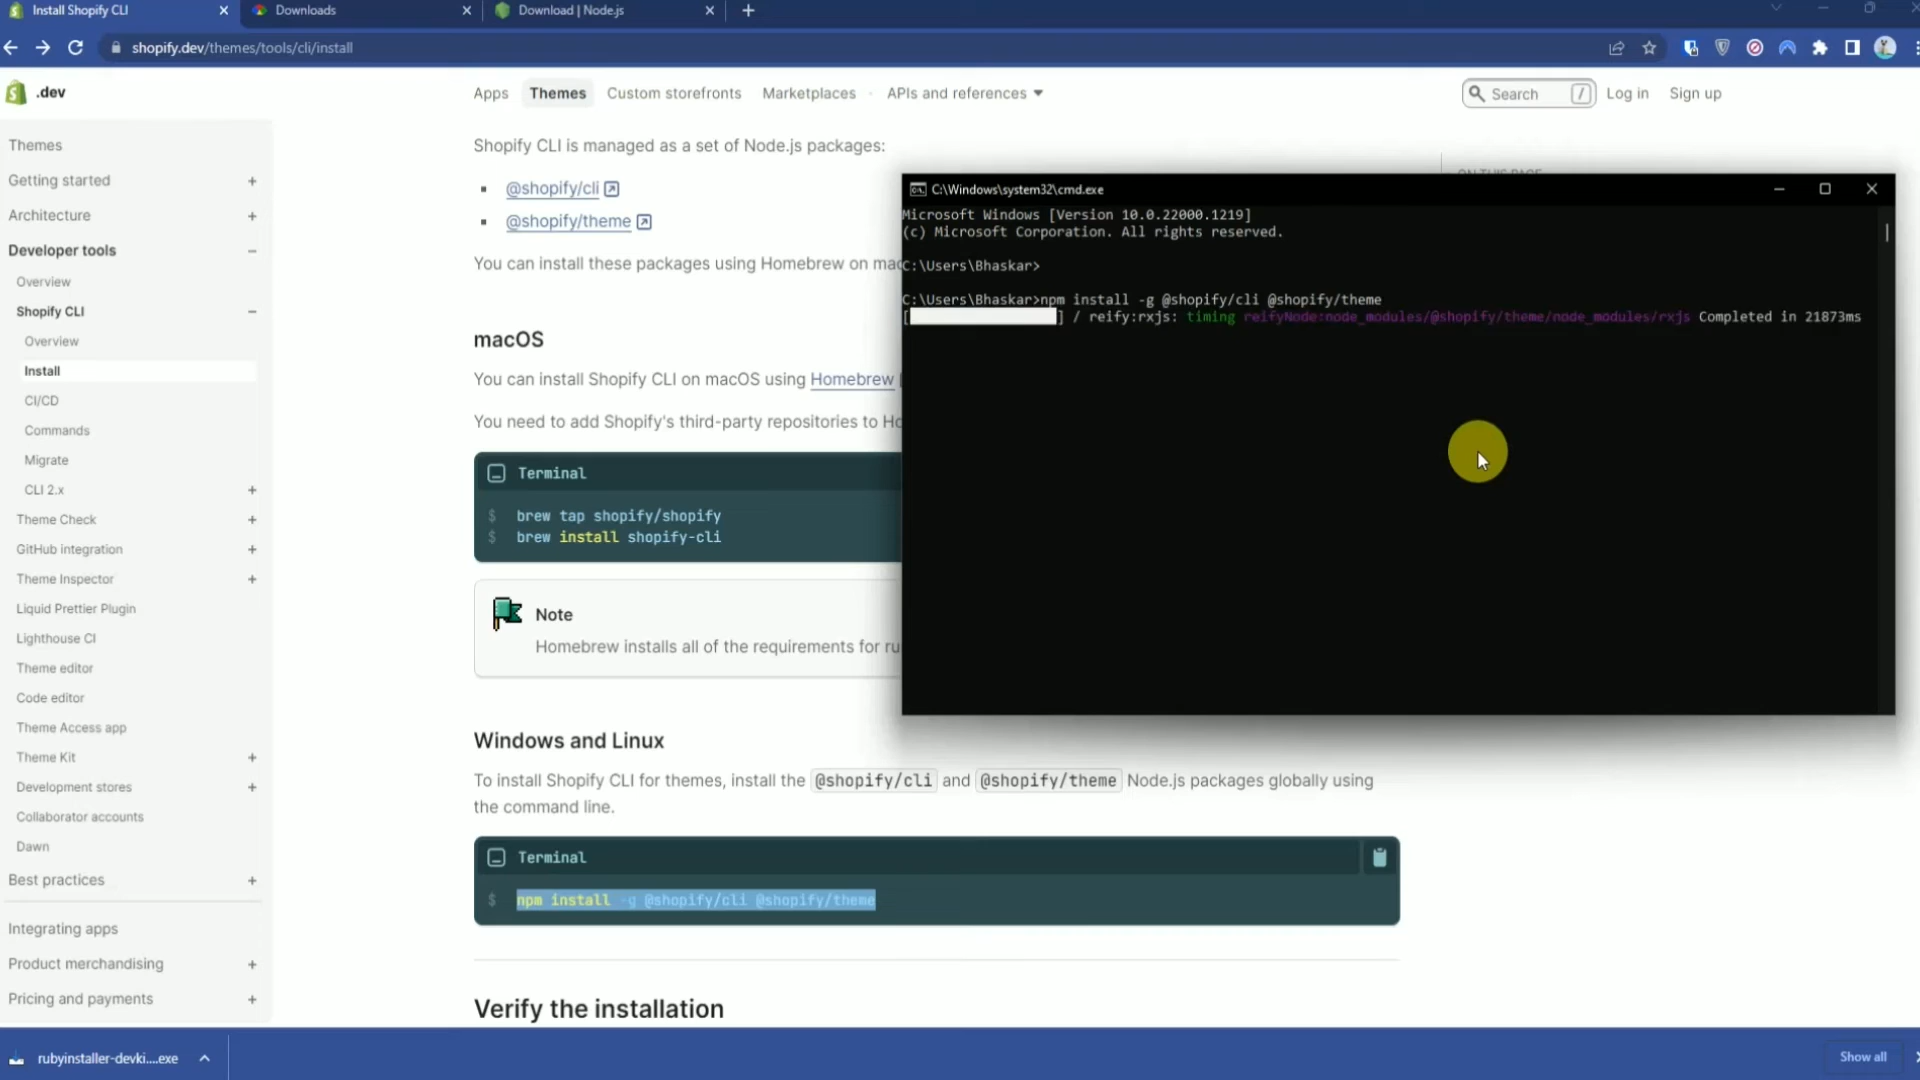 Install Shopify CLI
Downloads
Download | Node.js
shopify.dev/themes/tools/cli/install
.dev
Apps
Themes
Custom storefronts
Marketplaces
APIs and references
Search
/
Log in
Sign up
Themes
Getting started
Architecture
Developer tools
Overview
Shopify CLI
Overview
Install
CI/CD
Commands
Migrate
CLI 2.x
Theme Check
GitHub integration
Theme Inspector
Liquid Prettier Plugin
Lighthouse CI
Theme editor
Code editor
Theme Access app
Theme Kit
Development stores
Collaborator accounts
Dawn
Best practices
Integrating apps
Product merchandising
Pricing and payments
Shopify CLI is managed as a set of Node.js packages:
@shopify/cli
@shopify/theme
You can install these packages using Homebrew on mac
macOS
You can install Shopify CLI on macOS using Homebrew
You need to add Shopify's third-party repositories to Ho
Terminal
$ brew tap shopify/shopify
$ brew install shopify-cli
Note
Homebrew installs all of the requirements for ru
Windows and Linux
To install Shopify CLI for themes, install the @shopify/cli and @shopify/theme Node.js packages globally using
the command line.
Terminal
$ npm install -g @shopify/cli @shopify/theme
Verify the installation
C:\Windows\system32\cmd.exe
Microsoft Windows [Version 10.0.22000.1219]
(c) Microsoft Corporation. All rights reserved.
C:\Users\Bhaskar>
C:\Users\Bhaskar>npm install -g @shopify/cli @shopify/theme
[ ] / reify:rxjs: timing reifyNode:node_modules/@shopify/theme/node_modules/rxjs Completed in 21873ms
rubyinstaller-devki....exe
Show all